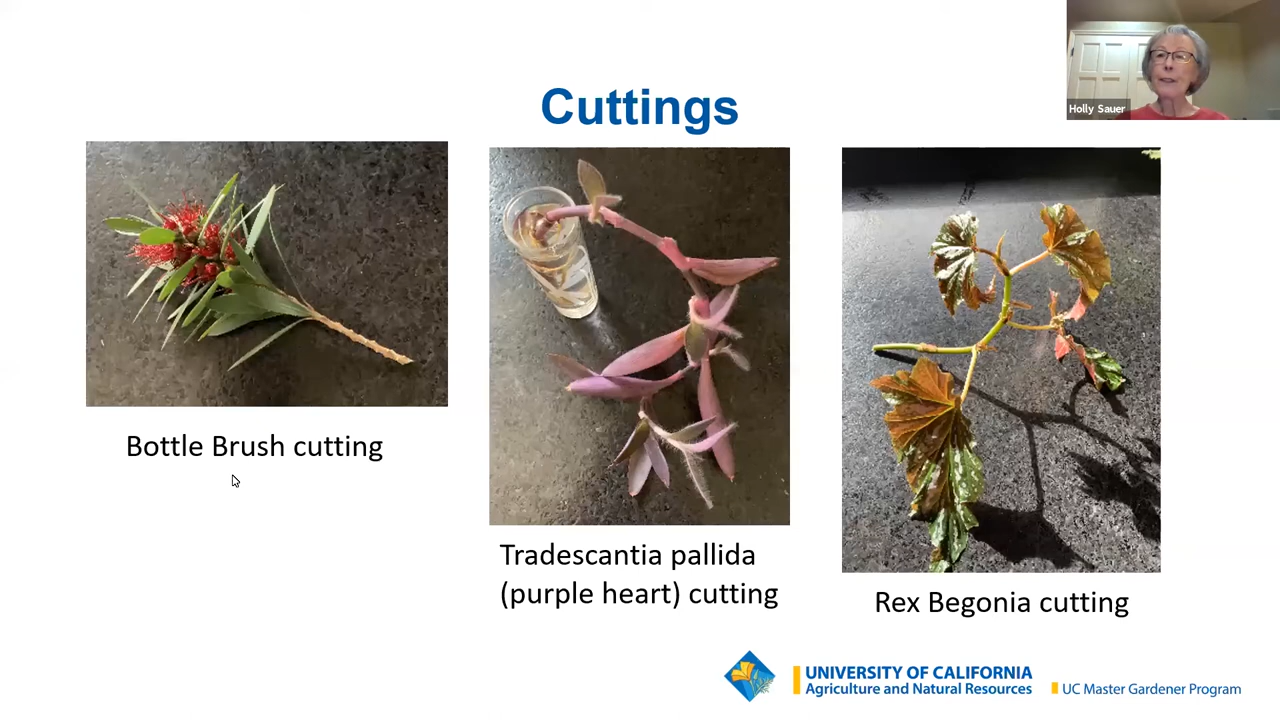 Cuttings
Holly Sauer
Bottle Brush cutting
Tradescantia pallida
(purple heart) cutting
Rex Begonia cutting
UNIVERSITY OF CALIFORNIA
Agriculture and Natural Resources
UC Master Gardener Program